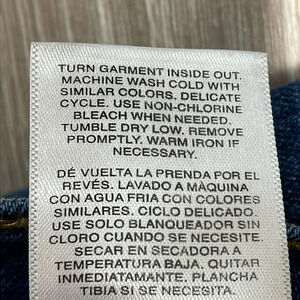 TURN GARMENT INSIDE OUT.
MACHINE WASH COLD WITH
SIMILAR COLORS. DELICATE
CYCLE. USE NON-CHLORINE
BLEACH WHEN NEEDED.
TUMBLE DRY LOW. REMOVE
PROMPTLY. WARM IRON IF
NECESSARY.
DÉ VUELTA LA PRENDA POR EL
REVÉS. LAVADO A MÁQUINA
CON AGUA FRIA CON COLORES
SIMILARES. CICLO DELICADO.
USE SOLO BLANQUEADOR SIN
CLORO CUANDO SE NECESITE.
SECAR EN SECADORA A
TEMPERATURA BAJA. QUITAR
INMEDIATAMENTE. PLANCHA
TIBIA SI SE NECESITA.